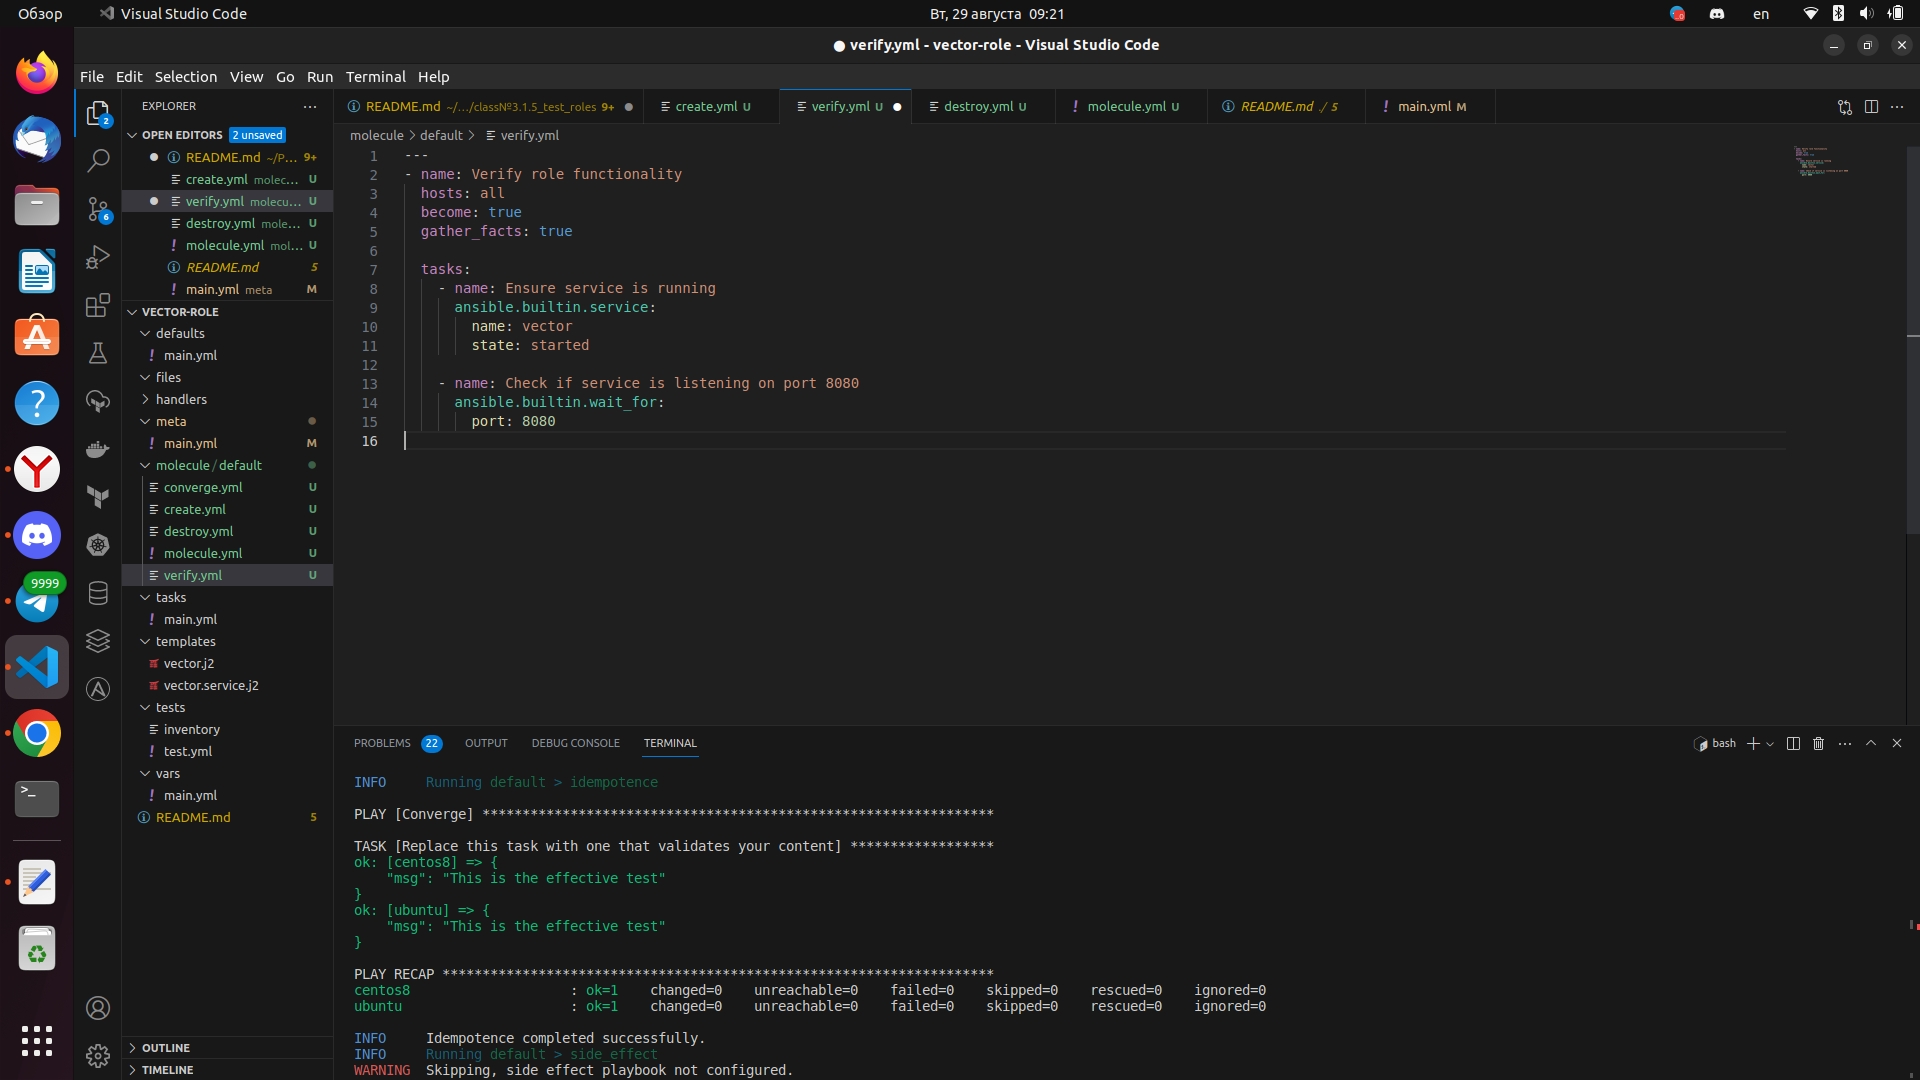 Обзор
Visual Studio Code
Вт, 29 августа 09:21
en
verify.yml - vector-role - Visual Studio Code
File Edit Selection View Go Run Terminal Help
9999
2
6
EXPLORER
OPEN EDITORS 2 unsaved
README.md ~/P... 9+
create.yml molec... U
verify.yml molecu... U
destroy.yml mole... U
molecule.yml mol... U
README.md 5
main.yml meta M
VECTOR-ROLE
defaults
main.yml
files
handlers
meta
main.yml M
molecule/default
converge.yml U
create.yml U
destroy.yml U
molecule.yml U
verify.yml U
tasks
main.yml
templates
vector.j2
vector.service.j2
tests
inventory
test.yml
vars
main.yml
README.md 5
OUTLINE
TIMELINE
README.md ~/.../classNº3.1.5_test_roles 9+
create.yml U
verify.yml U
destroy.yml U
molecule.yml U
README.md ./ 5
main.yml M
molecule > default > verify.yml
1 ---
2 - name: Verify role functionality
3 hosts: all
4 become: true
5 gather_facts: true
6
7 tasks:
8 - name: Ensure service is running
9 ansible.builtin.service:
10 name: vector
11 state: started
12
13 - name: Check if service is listening on port 8080
14 ansible.builtin.wait_for:
15 port: 8080
16
PROBLEMS 22 OUTPUT DEBUG CONSOLE TERMINAL
bash
INFO Running default > idempotence
PLAY [Converge] ****************************************************************
TASK [Replace this task with one that validates your content] ******************
ok: [centos8] => {
"msg": "This is the effective test"
}
ok: [ubuntu] => {
"msg": "This is the effective test"
}
PLAY RECAP *********************************************************************
centos8 : ok=1 changed=0 unreachable=0 failed=0 skipped=0 rescued=0 ignored=0
ubuntu : ok=1 changed=0 unreachable=0 failed=0 skipped=0 rescued=0 ignored=0
INFO Idempotence completed successfully.
INFO Running default > side_effect
WARNING Skipping, side effect playbook not configured.